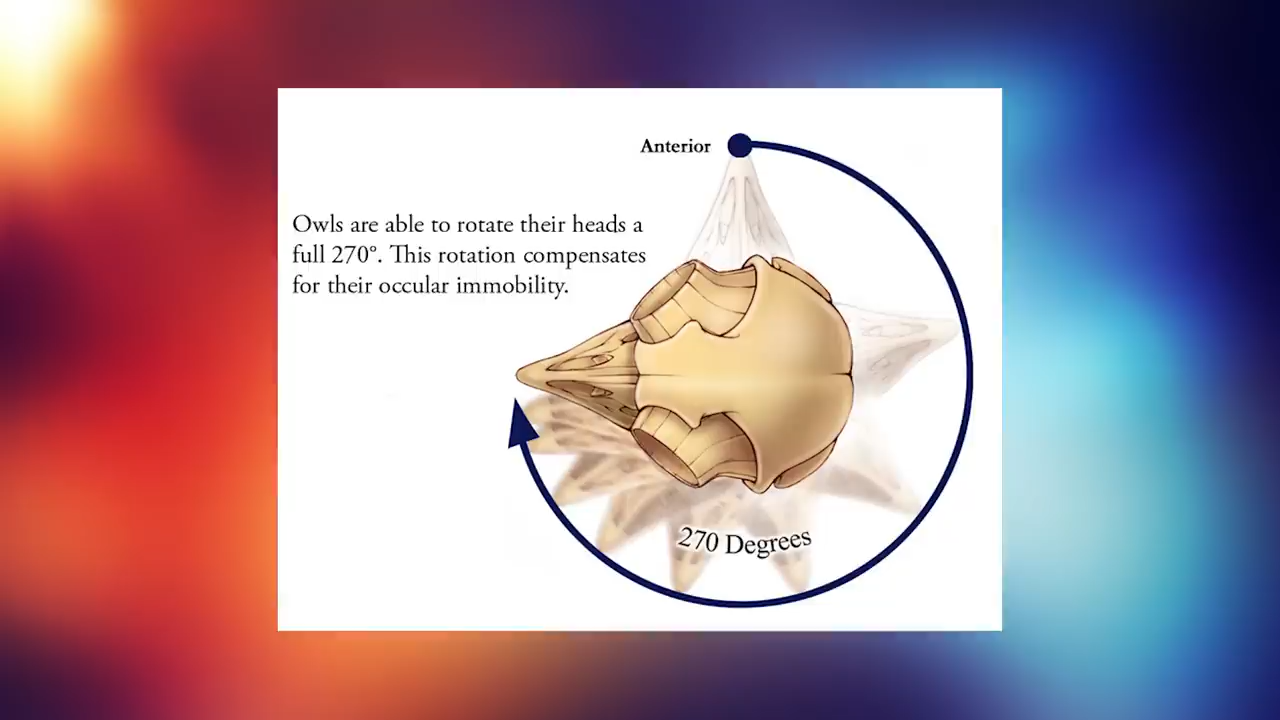 Anterior
Owls are able to rotate their heads a
full 270°. This rotation compensates
for their occular immobility.
270 Degrees